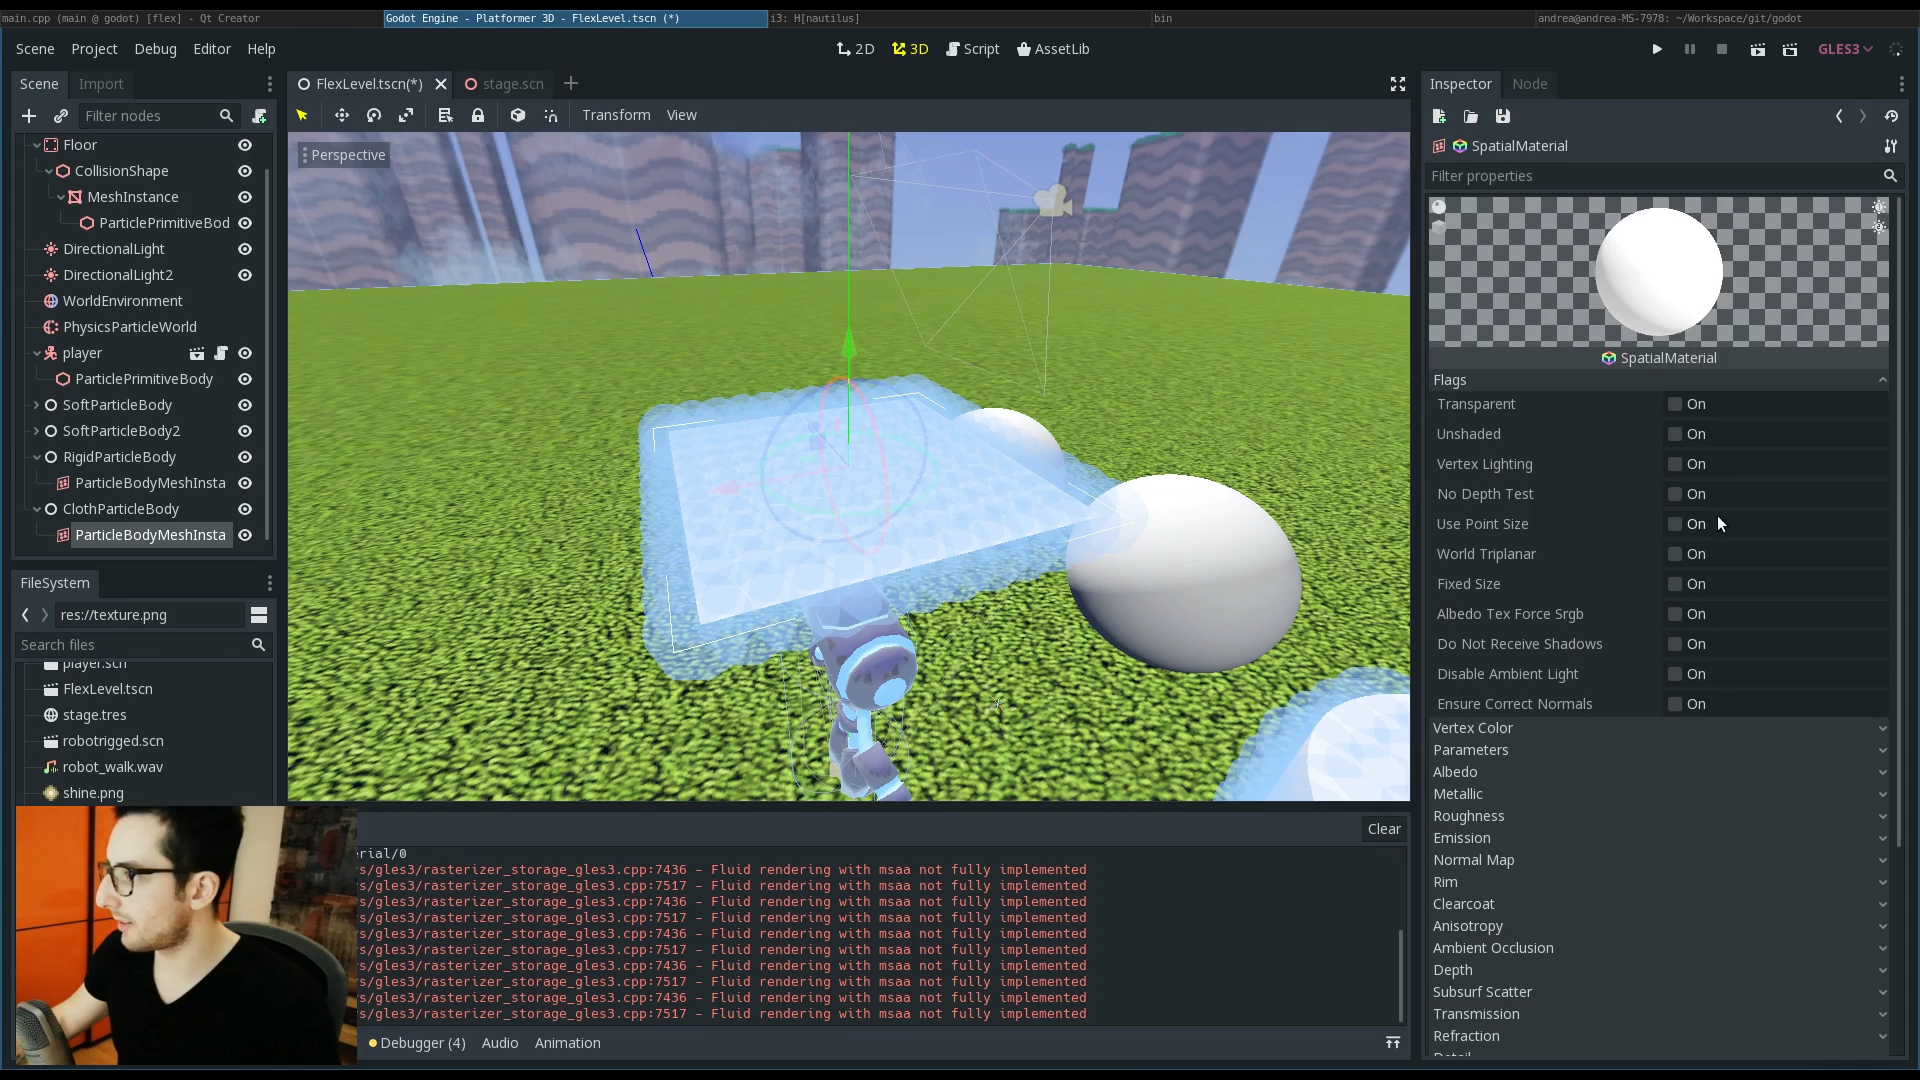 main.cpp (main @ godot) [flex] - Qt Creator
Godot Engine - Platformer 3D - FlexLevel.tscn (*)
i3: H[nautilus]
bin
andrea@andrea-MS-7978: ~/Workspace/git/godot
Scene Project Debug Editor Help
2D 3D Script AssetLib
GLES3
Scene Import
FlexLevel.tscn(*) stage.scn
Inspector Node
Filter nodes
Transform View
Perspective
Floor
CollisionShape
MeshInstance
ParticlePrimitiveBod
DirectionalLight
DirectionalLight2
WorldEnvironment
PhysicsParticleWorld
player
ParticlePrimitiveBody
SoftParticleBody
SoftParticleBody2
RigidParticleBody
ParticleBodyMeshInsta
ClothParticleBody
ParticleBodyMeshInsta
FileSystem
res://texture.png
Search files
player.scn
FlexLevel.tscn
stage.tres
robotrigged.scn
robot_walk.wav
shine.png
Clear
erial/0
s/gles3/rasterizer_storage_gles3.cpp:7436 - Fluid rendering with msaa not fully implemented
s/gles3/rasterizer_storage_gles3.cpp:7517 - Fluid rendering with msaa not fully implemented
s/gles3/rasterizer_storage_gles3.cpp:7436 - Fluid rendering with msaa not fully implemented
s/gles3/rasterizer_storage_gles3.cpp:7517 - Fluid rendering with msaa not fully implemented
s/gles3/rasterizer_storage_gles3.cpp:7436 - Fluid rendering with msaa not fully implemented
s/gles3/rasterizer_storage_gles3.cpp:7517 - Fluid rendering with msaa not fully implemented
s/gles3/rasterizer_storage_gles3.cpp:7436 - Fluid rendering with msaa not fully implemented
s/gles3/rasterizer_storage_gles3.cpp:7517 - Fluid rendering with msaa not fully implemented
s/gles3/rasterizer_storage_gles3.cpp:7436 - Fluid rendering with msaa not fully implemented
s/gles3/rasterizer_storage_gles3.cpp:7517 - Fluid rendering with msaa not fully implemented
Debugger (4) Audio Animation
SpatialMaterial
Filter properties
SpatialMaterial
Flags
Transparent On
Unshaded On
Vertex Lighting On
No Depth Test On
Use Point Size On
World Triplanar On
Fixed Size On
Albedo Tex Force Srgb On
Do Not Receive Shadows On
Disable Ambient Light On
Ensure Correct Normals On
Vertex Color
Parameters
Albedo
Metallic
Roughness
Emission
Normal Map
Rim
Clearcoat
Anisotropy
Ambient Occlusion
Depth
Subsurf Scatter
Transmission
Refraction